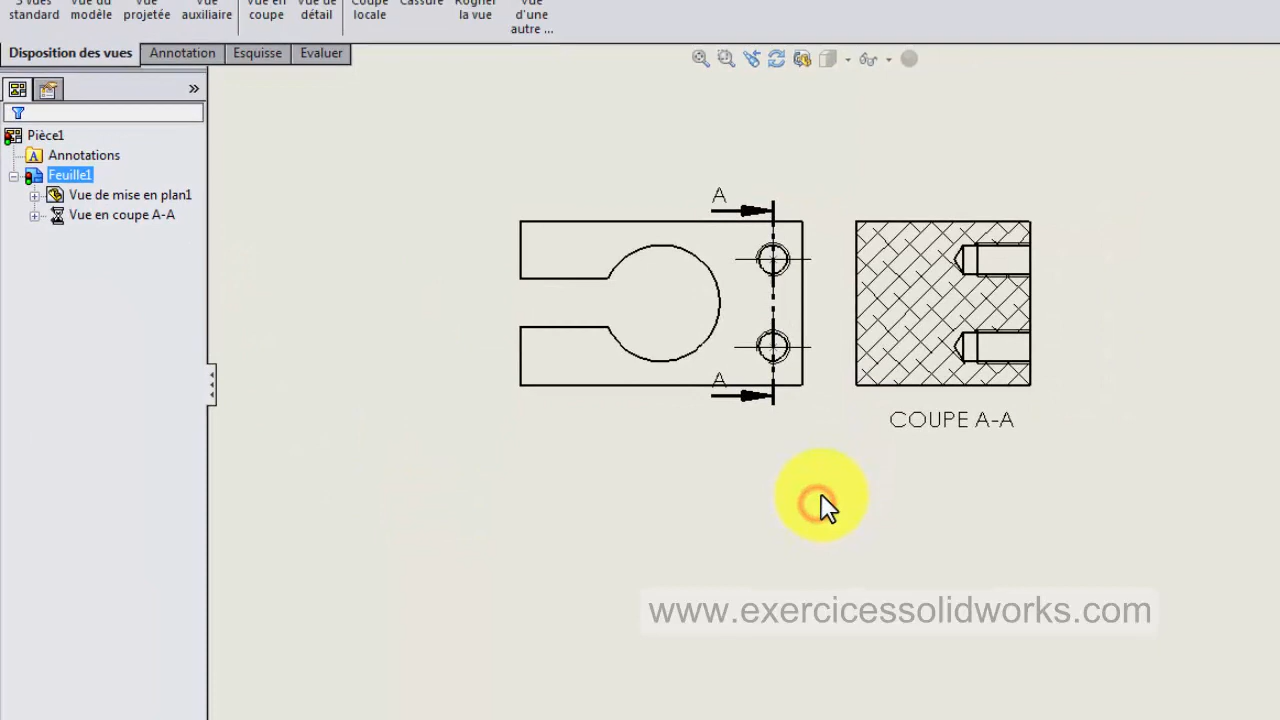 3 vues standard
Vue du modèle
Vue projetée
Vue auxiliaire
Vue en coupe
Vue de détail
Coupe locale
Cassure
Rogner la vue
Vue d'une autre ...
Disposition des vues
Annotation
Esquisse
Evaluer
Pièce1
A Annotations
Feuille1
Vue de mise en plan1
Vue en coupe A-A
A
A
COUPE A-A
www.exercicessolidworks.com